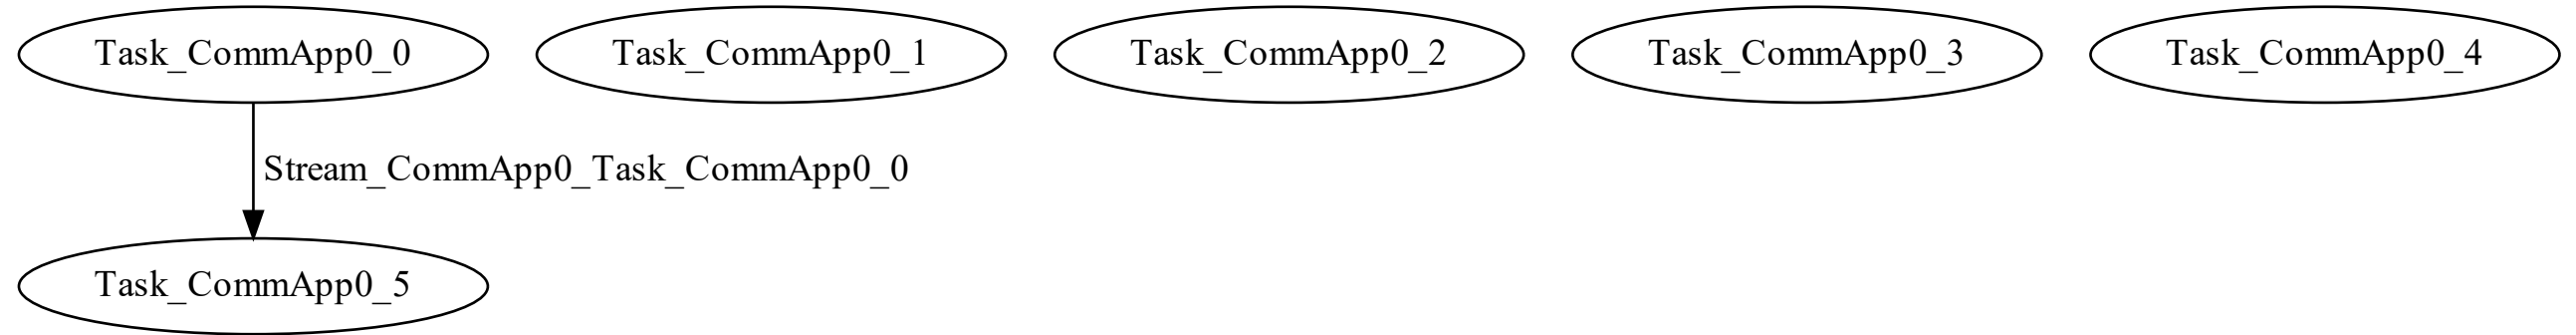 Task_CommApp0_0
Task_CommApp0_1
Task_CommApp0_2
Task_CommApp0_3
Task_CommApp0_4
Stream_CommApp0_Task_CommApp0_0
Task_CommApp0_5